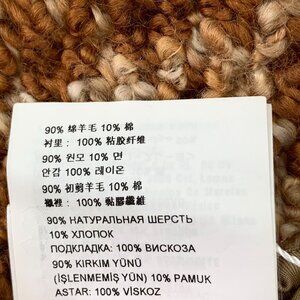 90% 绵羊毛 10% 棉
衬里： 100% 粘胶纤维
90% 원모 10% 면
안감 100% 레이온
90% 初剪羊毛 10% 棉
襯裡： 100% 黏膠纖維
90% НАТУРАЛЬНАЯ ШЕРСТЬ
10% ХЛОПОК
ПОДКЛАДКА: 100% ВИСКОЗА
90% KIRKIM YÜNÜ
(İŞLENMEMİŞ YÜN) 10% PAMUK
ASTAR: 100% VİSKOZ